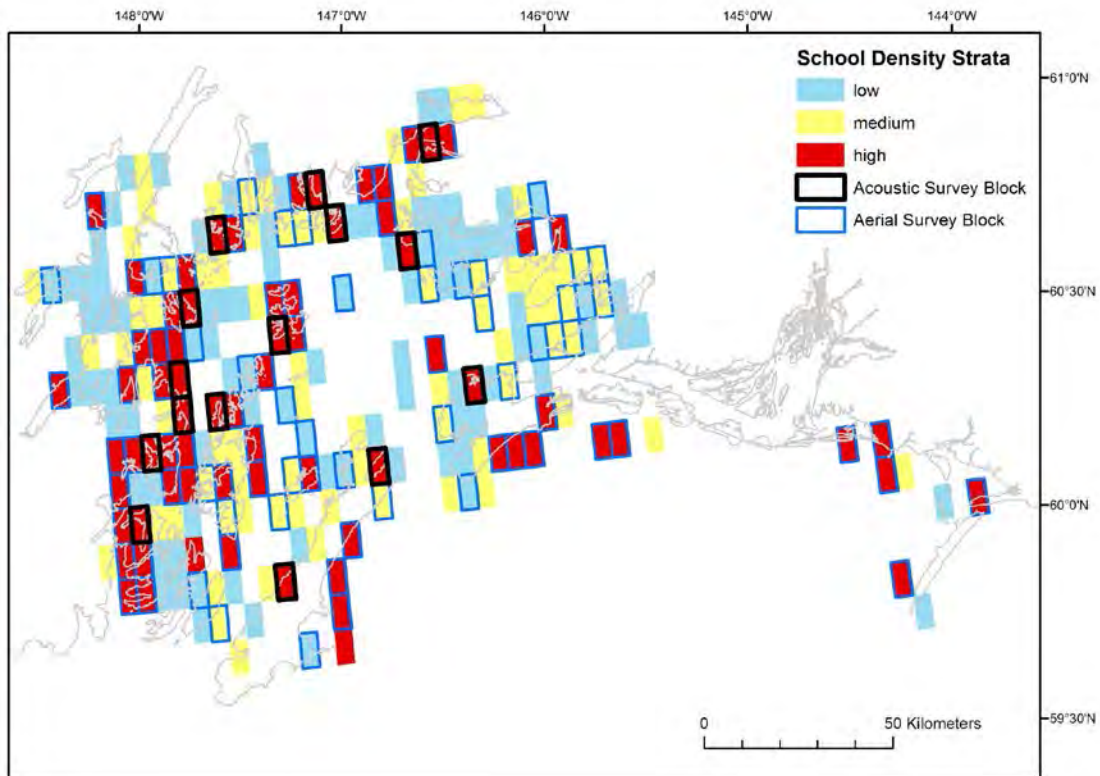 148°0'W 147°0'W 146°0'W 145°0'W 144°0'W
School Density Strata
low
medium
high
Acoustic Survey Block
Aerial Survey Block
61°0'N
60°30'N
60°0'N
59°30'N
0 50 Kilometers